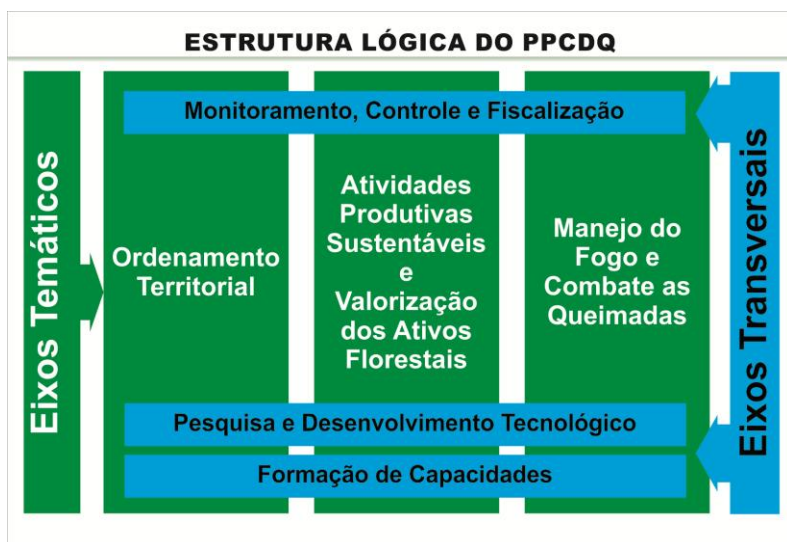 ESTRUTURA LÓGICA DO PPCDQ
Eixos Temáticos
Monitoramento, Controle e Fiscalização
Ordenamento
Territorial
Atividades
Produtivas
Sustentáveis
e
Valorização
dos Ativos
Florestais
Manejo do
Fogo e
Combate as
Queimadas
Pesquisa e Desenvolvimento Tecnológico
Formação de Capacidades
Eixos Transversais